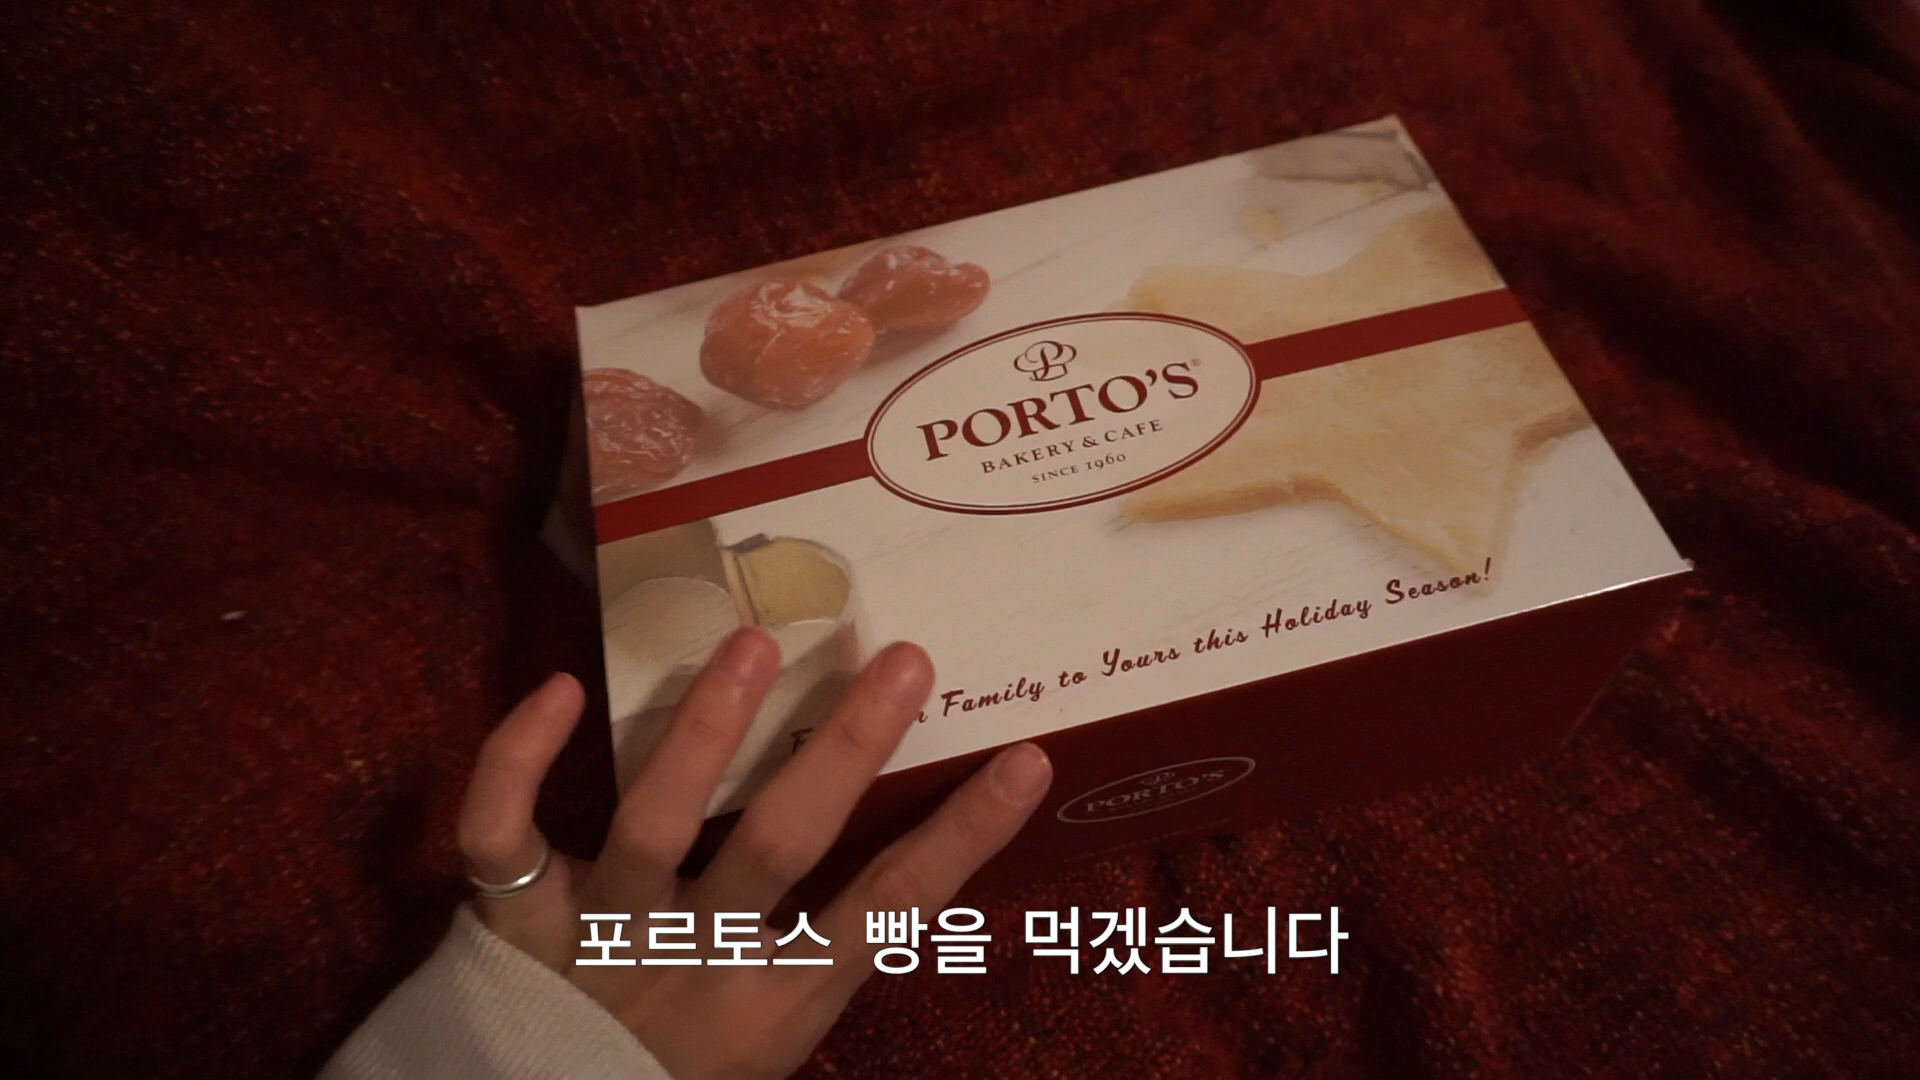 PORTO'S®
BAKERY & CAFE
SINCE 1960
Family to Yours this Holiday Season!
PORTO'S
포르토스 빵을 먹겠습니다